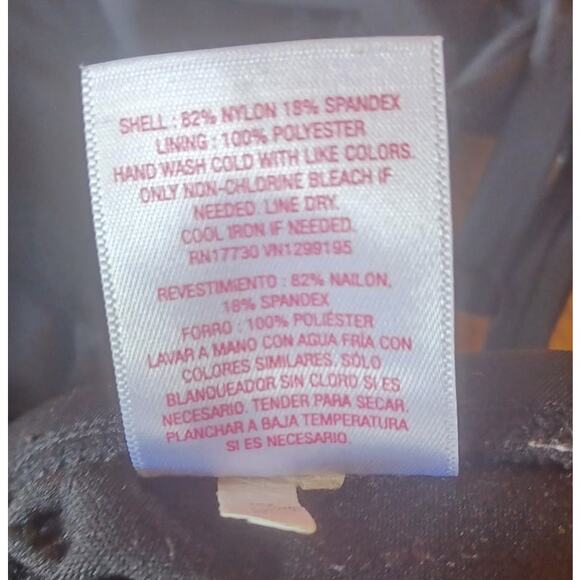 SHELL : 82% NYLON 18% SPANDEX
LINING : 100% POLYESTER
HAND WASH COLD WITH LIKE COLORS.
ONLY NON-CHLORINE BLEACH IF
NEEDED. LINE DRY.
COOL IRON IF NEEDED.
RN17730 VN1299195
REVESTIMIENTO : 82% NAILON,
18% SPANDEX
FORRO : 100% POLIÉSTER
LAVAR A MANO CON AGUA FRÍA CON
COLORES SIMILARES. SÓLO
BLANQUEADOR SIN CLORO SI ES
NECESARIO. TENDER PARA SECAR.
PLANCHAR A BAJA TEMPERATURA
SI ES NECESARIO.